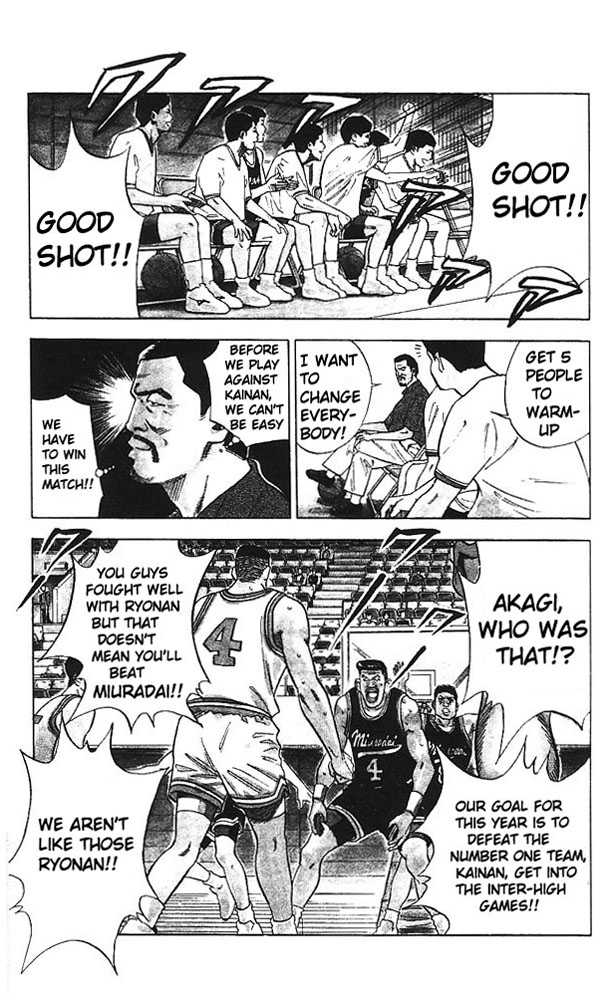 GOOD
SHOT!!
GOOD
SHOT!!
GET 5
PEOPLE
TO
WARM-
UP
I WANT
TO
CHANGE
EVERY-
BODY!
BEFORE
WE PLAY
AGAINST
KAINAN,
WE CAN'T
BE EASY
WE
HAVE
TO WIN
THIS
MATCH!!
AKAGI,
WHO WAS
THAT!?
YOU GUYS
FOUGHT WELL
WITH RYONAN
BUT THAT
DOESN'T
MEAN YOU'LL
BEAT
MIURADAI!!
4
Miuradai
4
OUR GOAL FOR
THIS YEAR IS TO
DEFEAT THE
NUMBER ONE TEAM,
KAINAN, GET INTO
THE INTER-HIGH
GAMES!!
WE AREN'T
LIKE THOSE
RYONAN!!